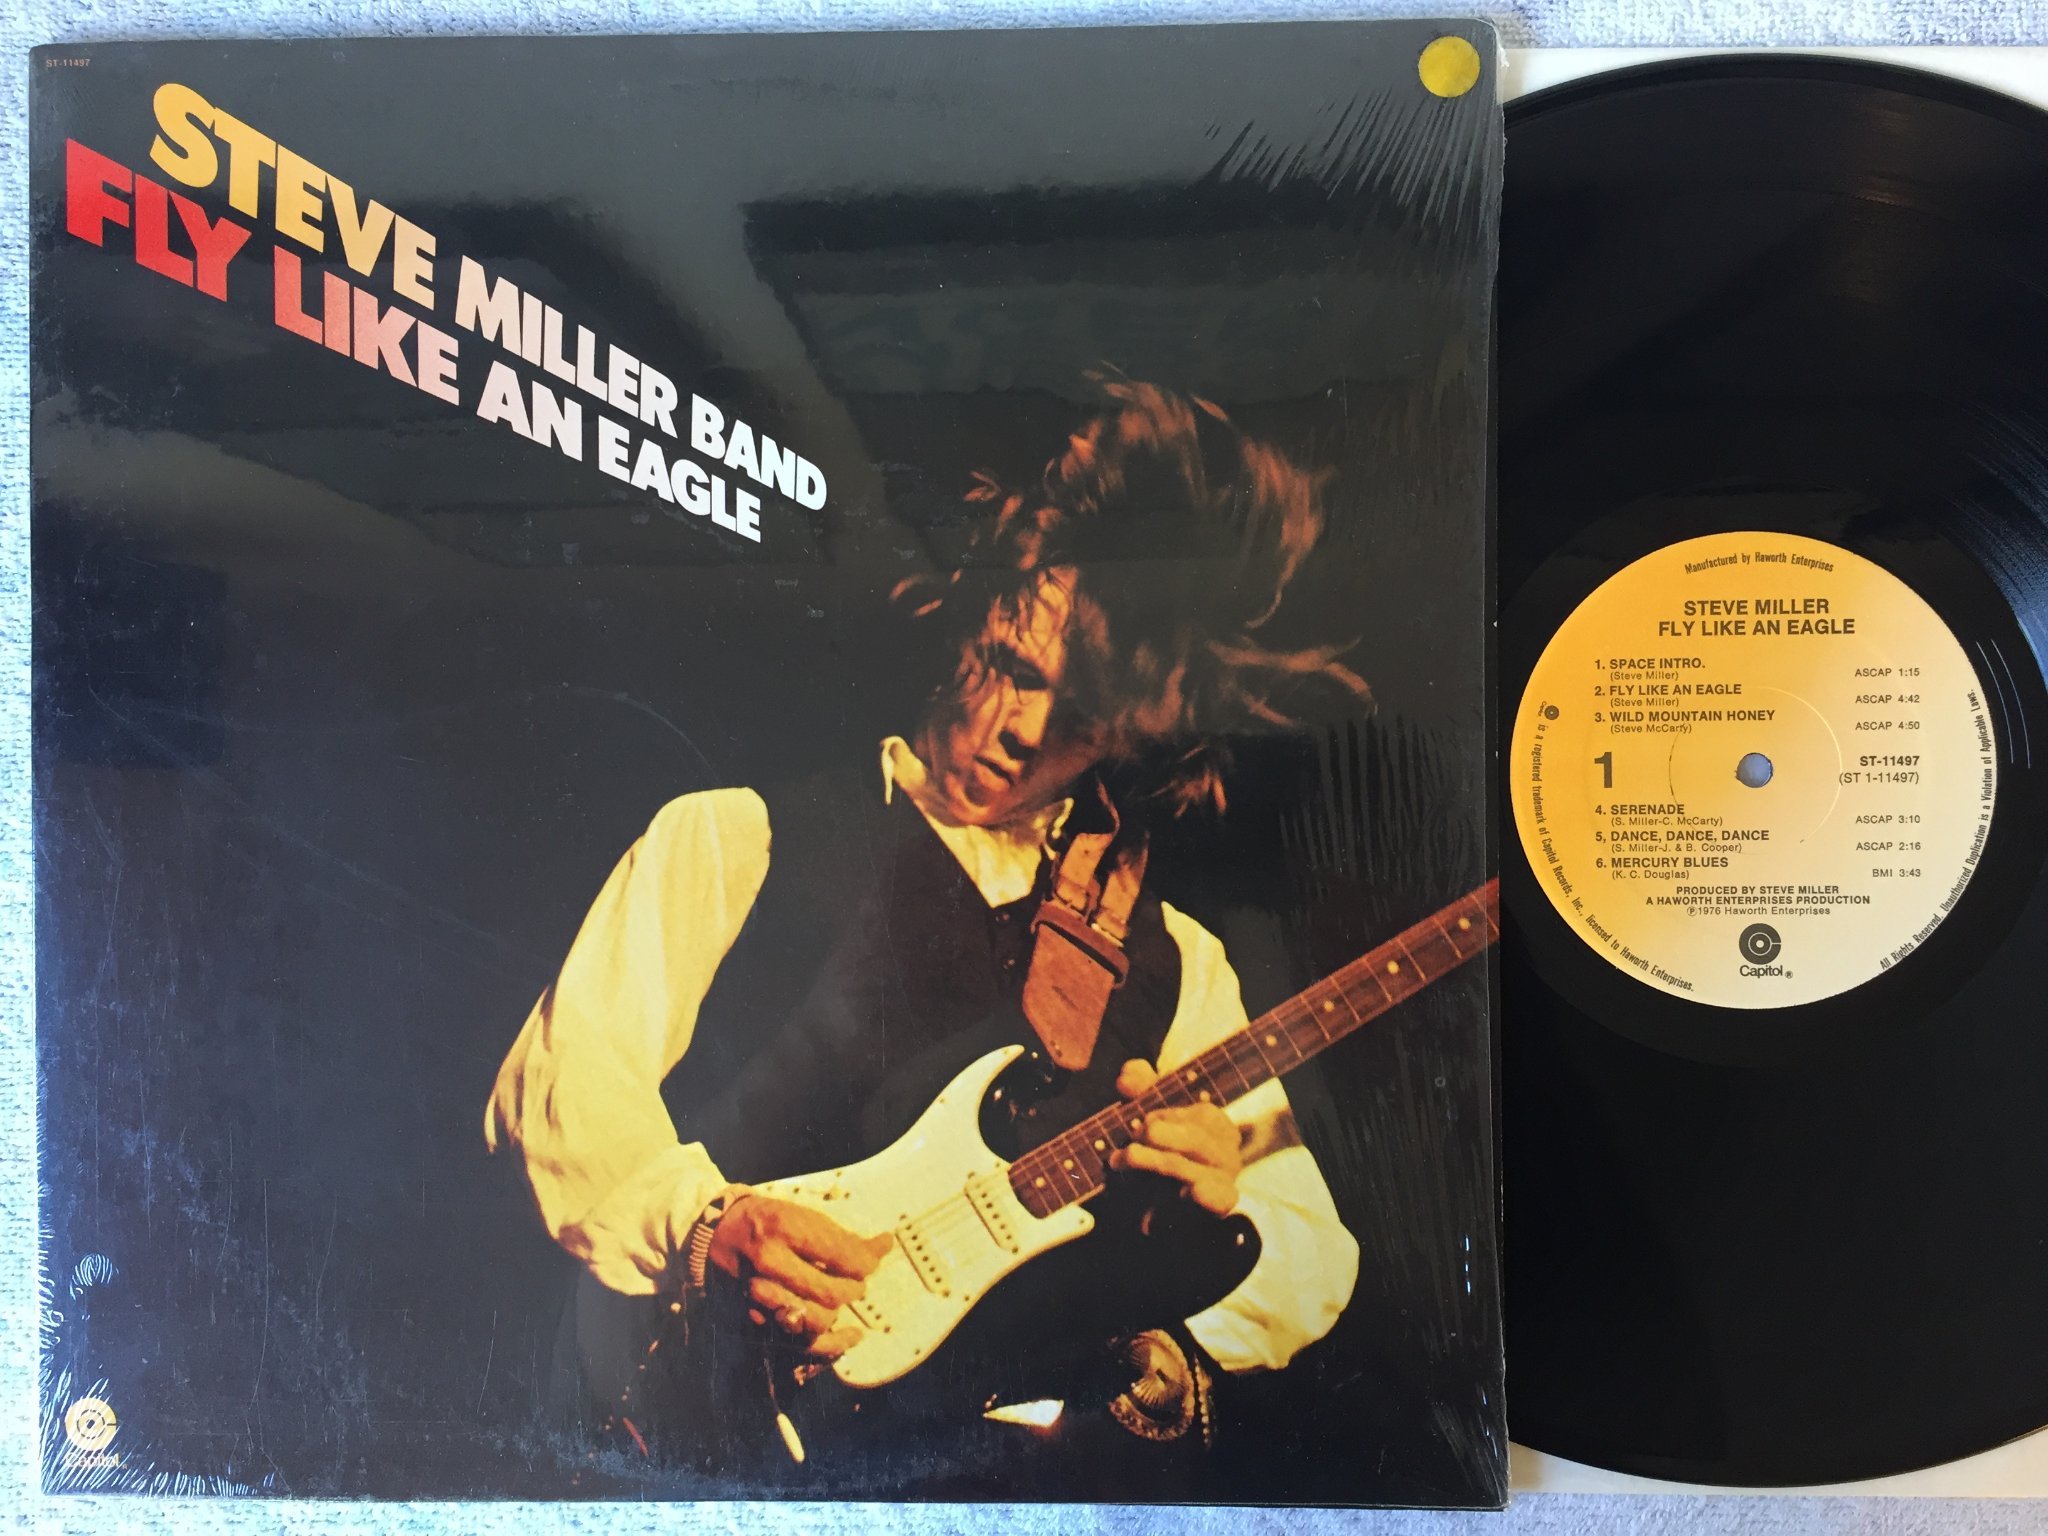 ST-11497
STEVE MILLER BAND
FLY LIKE AN EAGLE
Capitol
Manufactured by Haworth Enterprises
STEVE MILLER
FLY LIKE AN EAGLE
1. SPACE INTRO.
(Steve Miller) ASCAP 1:15
2. FLY LIKE AN EAGLE
(Steve Miller) ASCAP 4:42
3. WILD MOUNTAIN HONEY
(Steve McCarty) ASCAP 4:50
1
ST-11497
(ST 1-11497)
4. SERENADE
(S. Miller-C. McCarty) ASCAP 3:10
5, DANCE, DANCE, DANCE
(S. Miller-J. & B. Cooper) ASCAP 2:16
6. MERCURY BLUES
(K. C. Douglas) BMI 3:43
PRODUCED BY STEVE MILLER
A HAWORTH ENTERPRISES PRODUCTION
℗1976 Haworth Enterprises
Capitol®
is a registered trademark of Capitol Records, Inc., licensed to Haworth Enterprises.
All Rights Reserved. Unauthorized Duplication is a Violation of Applicable Laws.